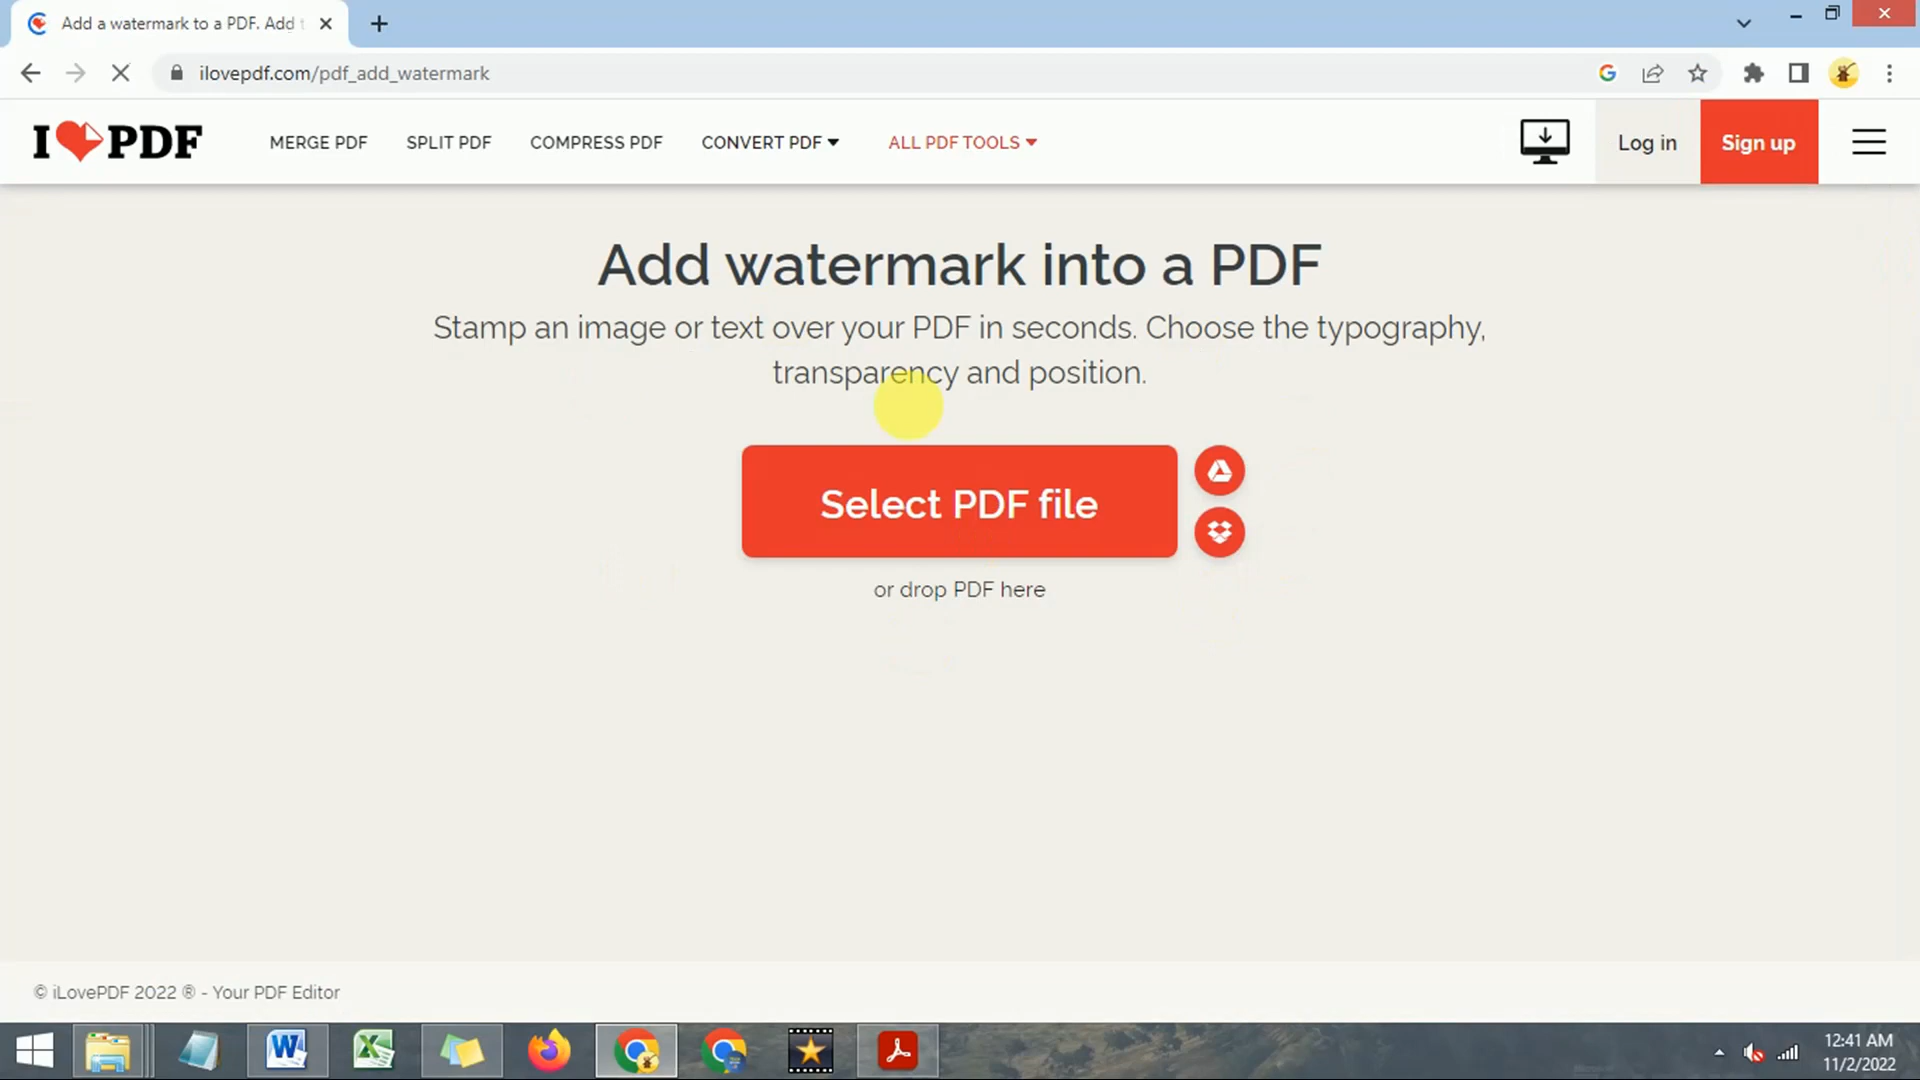 Add a watermark to a PDF. Add
ilovepdf.com/pdf_add_watermark
I PDF
MERGE PDF
SPLIT PDF
COMPRESS PDF
CONVERT PDF
ALL PDF TOOLS
Log in
Sign up
Add watermark into a PDF
Stamp an image or text over your PDF in seconds. Choose the typography,
transparency and position.
Select PDF file
or drop PDF here
© iLovePDF 2022 ® - Your PDF Editor
12:41 AM
11/2/2022